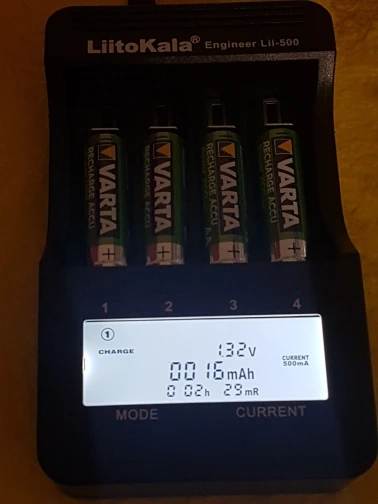 LiitoKala® Engineer Lii-500
VARTA
RECHARGE ACCU
VARTA
RECHARGE ACCU
VARTA
RECHARGE ACCU
VARTA
RECHARGE ACCU
1 2 3 4
1
CHARGE
1.32V
CURRENT
500mA
0016mAh
0 02h 29mR
MODE CURRENT